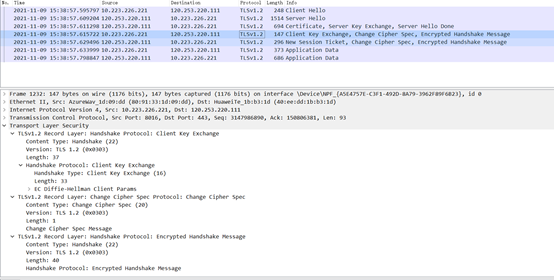 No. Time Source Destination Protocol Length Info
2021-11-09 15:38:57.595797 10.223.226.221 120.253.220.111 TLSv1.2 248 Client Hello
2021-11-09 15:38:57.609204 120.253.220.111 10.223.226.221 TLSv1.2 1514 Server Hello
2021-11-09 15:38:57.611298 120.253.220.111 10.223.226.221 TLSv1.2 694 Certificate, Server Key Exchange, Server Hello Done
2021-11-09 15:38:57.615722 10.223.226.221 120.253.220.111 TLSv1.2 147 Client Key Exchange, Change Cipher Spec, Encrypted Handshake Message
2021-11-09 15:38:57.629496 120.253.220.111 10.223.226.221 TLSv1.2 296 New Session Ticket, Change Cipher Spec, Encrypted Handshake Message
2021-11-09 15:38:57.633999 10.223.226.221 120.253.220.111 TLSv1.2 373 Application Data
2021-11-09 15:38:57.798847 120.253.220.111 10.223.226.221 TLSv1.2 686 Application Data
Frame 1232: 147 bytes on wire (1176 bits), 147 bytes captured (1176 bits) on interface \Device\NPF_{A5E4757E-C3F1-492D-8A79-3962F89F6B23}, id 0
Ethernet II, Src: AzureWav_1d:09:dd (80:91:33:1d:09:dd), Dst: HuaweiTe_1b:b3:1d (40:ee:dd:1b:b3:1d)
Internet Protocol Version 4, Src: 10.223.226.221, Dst: 120.253.220.111
Transmission Control Protocol, Src Port: 8016, Dst Port: 443, Seq: 3147986890, Ack: 150806381, Len: 93
Transport Layer Security
TLSv1.2 Record Layer: Handshake Protocol: Client Key Exchange
Content Type: Handshake (22)
Version: TLS 1.2 (0x0303)
Length: 37
Handshake Protocol: Client Key Exchange
Handshake Type: Client Key Exchange (16)
Length: 33
EC Diffie-Hellman Client Params
TLSv1.2 Record Layer: Change Cipher Spec Protocol: Change Cipher Spec
Content Type: Change Cipher Spec (20)
Version: TLS 1.2 (0x0303)
Length: 1
Change Cipher Spec Message
TLSv1.2 Record Layer: Handshake Protocol: Encrypted Handshake Message
Content Type: Handshake (22)
Version: TLS 1.2 (0x0303)
Length: 40
Handshake Protocol: Encrypted Handshake Message